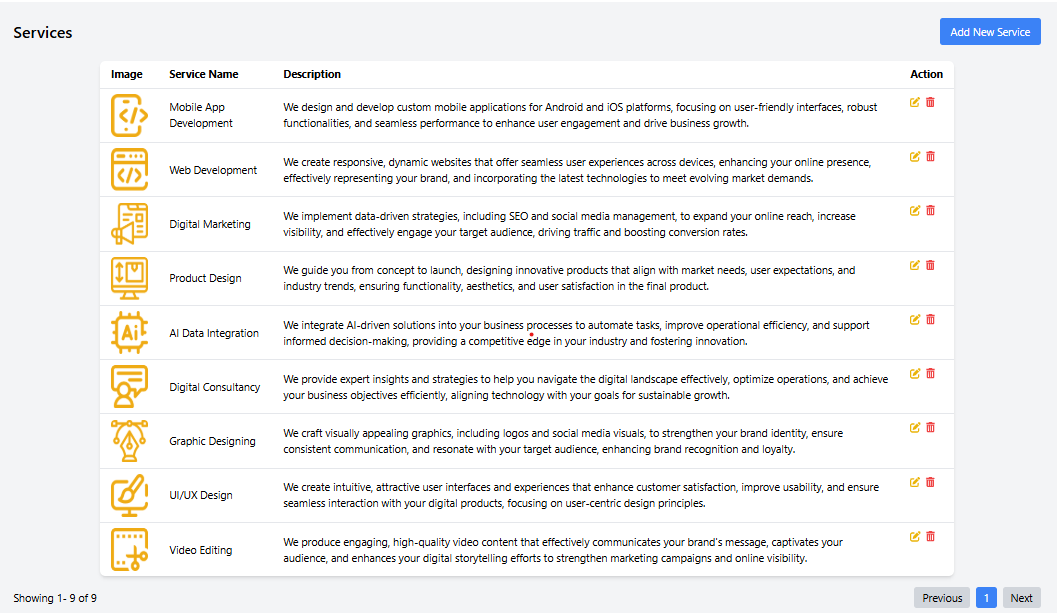 Services
Add New Service
Image Service Name Description Action
Mobile App
Development
We design and develop custom mobile applications for Android and iOS platforms, focusing on user-friendly interfaces, robust
functionalities, and seamless performance to enhance user engagement and drive business growth.
Web Development
We create responsive, dynamic websites that offer seamless user experiences across devices, enhancing your online presence,
effectively representing your brand, and incorporating the latest technologies to meet evolving market demands.
Digital Marketing
We implement data-driven strategies, including SEO and social media management, to expand your online reach, increase
visibility, and effectively engage your target audience, driving traffic and boosting conversion rates.
Product Design
We guide you from concept to launch, designing innovative products that align with market needs, user expectations, and
industry trends, ensuring functionality, aesthetics, and user satisfaction in the final product.
Ai
AI Data Integration
We integrate AI-driven solutions into your business processes to automate tasks, improve operational efficiency, and support
informed decision-making, providing a competitive edge in your industry and fostering innovation.
Digital Consultancy
We provide expert insights and strategies to help you navigate the digital landscape effectively, optimize operations, and achieve
your business objectives efficiently, aligning technology with your goals for sustainable growth.
Graphic Designing
We craft visually appealing graphics, including logos and social media visuals, to strengthen your brand identity, ensure
consistent communication, and resonate with your target audience, enhancing brand recognition and loyalty.
UI/UX Design
We create intuitive, attractive user interfaces and experiences that enhance customer satisfaction, improve usability, and ensure
seamless interaction with your digital products, focusing on user-centric design principles.
Video Editing
We produce engaging, high-quality video content that effectively communicates your brand's message, captivates your
audience, and enhances your digital storytelling efforts to strengthen marketing campaigns and online visibility.
Showing 1- 9 of 9
Previous 1 Next